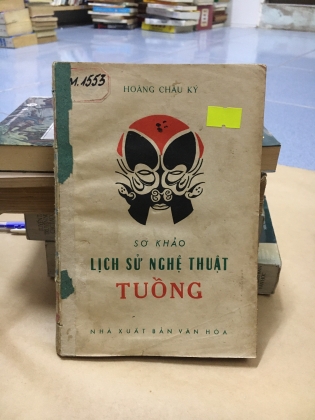 M.1553
HOÀNG CHÂU KÝ
SƠ KHẢO
LỊCH SỬ NGHỆ THUẬT
TUỒNG
NHÀ XUẤT BẢN VĂN HÓA